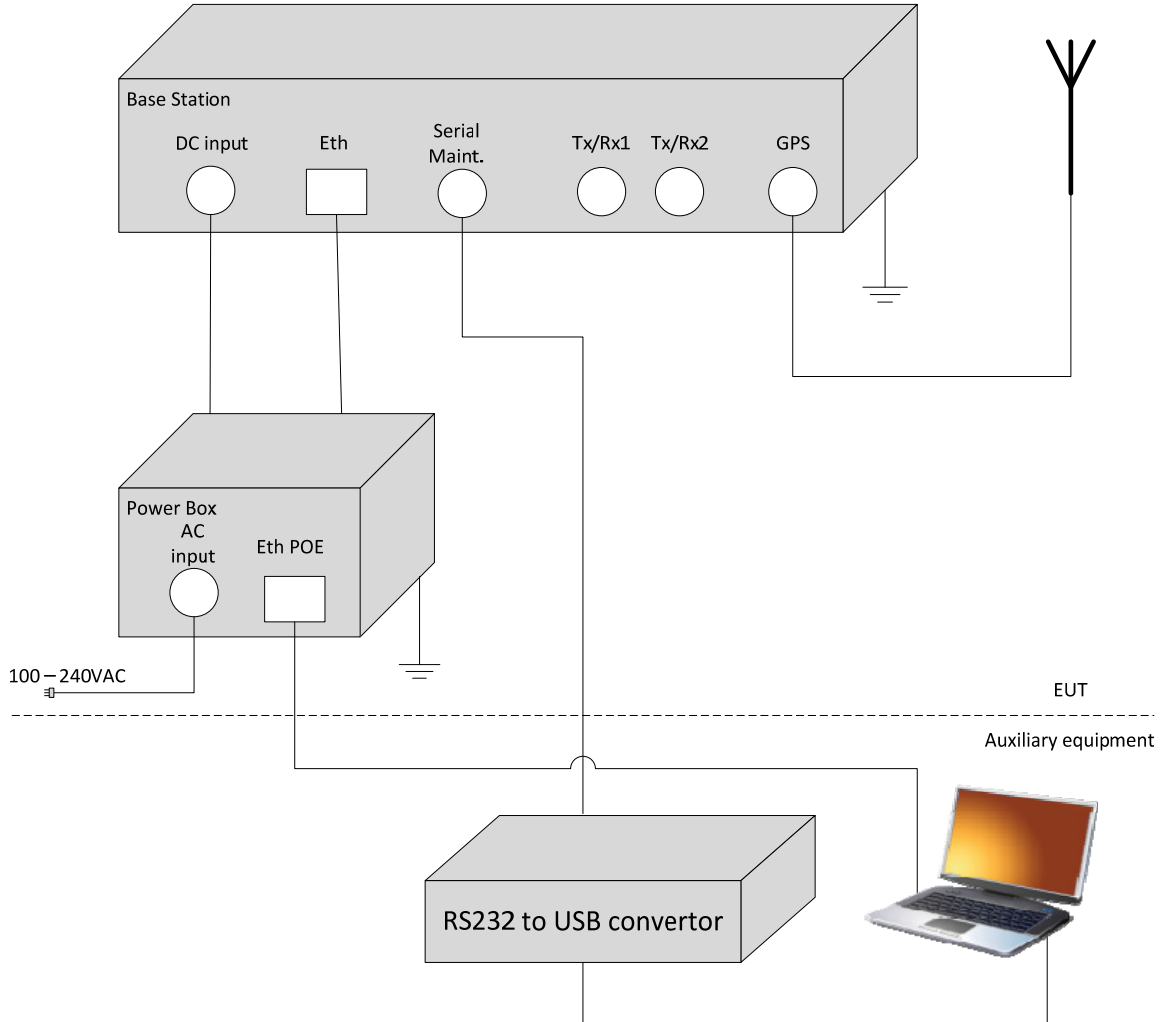 Base Station
DC input
Eth
Serial
Maint.
Tx/Rx1
Tx/Rx2
GPS
Power Box
AC
input
Eth POE
100–240VAC
EUT
Auxiliary equipment
RS232 to USB convertor